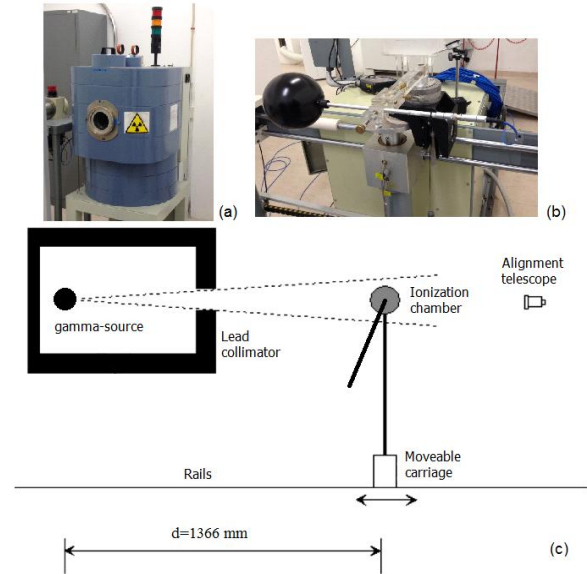 (a)
(b)
gamma-source
Lead
collimator
Ionization
chamber
Alignment
telescope
Moveable
carriage
Rails
d=1366 mm
(c)